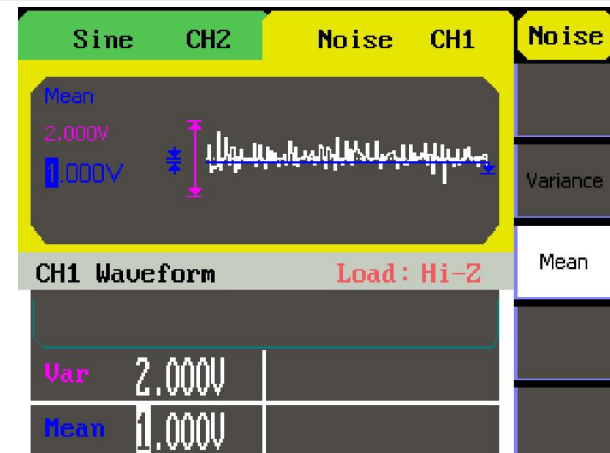 Sine CH2 Noise CH1 Noise
Mean
2.000V
1.000V
Variance
Mean
CH1 Waveform Load: Hi-Z
Var 2.000V
Mean 1.000V